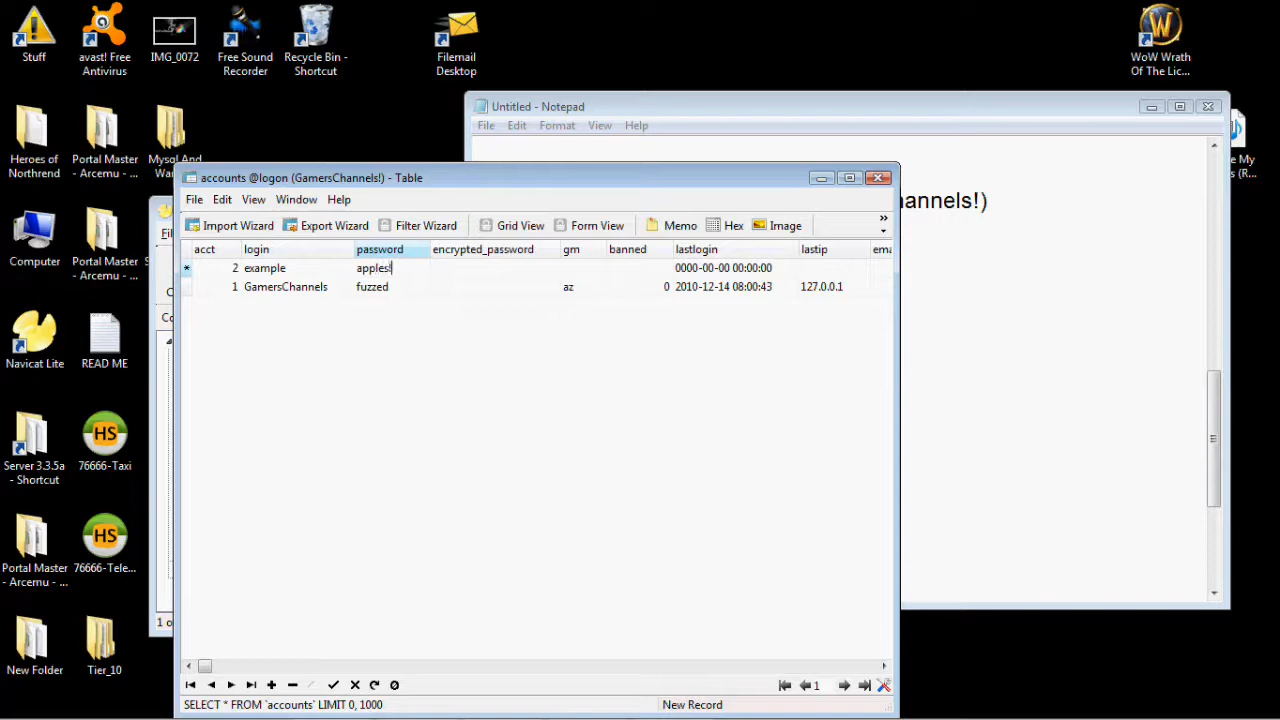 Stuff
avast! Free
Antivirus
IMG_0072
Free Sound
Recorder
Recycle Bin -
Shortcut
Filemail
Desktop
WoW Wrath
Of The Lic...
Heroes of
Northrend
Portal Master
- Arcemu - ...
Mysql And
Untitled - Notepad
File Edit Format View Help
hannels!)
accounts @logon (GamersChannels!) - Table
File Edit View Window Help
Import Wizard Export Wizard Filter Wizard Grid View Form View Memo Hex Image
acct login password encrypted_password gm banned lastlogin lastip ema
* 2 example apples! 0000-00-00 00:00:00
1 GamersChannels fuzzed az 0 2010-12-14 08:00:43 127.0.0.1
Computer
Portal Master
- Arcemu - ...
Navicat Lite
READ ME
Server 3.3.5a
- Shortcut
HS
76666-Taxi
Portal Master
- Arcemu - ...
HS
76666-Tele...
New Folder
Tier_10
1
SELECT * FROM `accounts` LIMIT 0, 1000
New Record